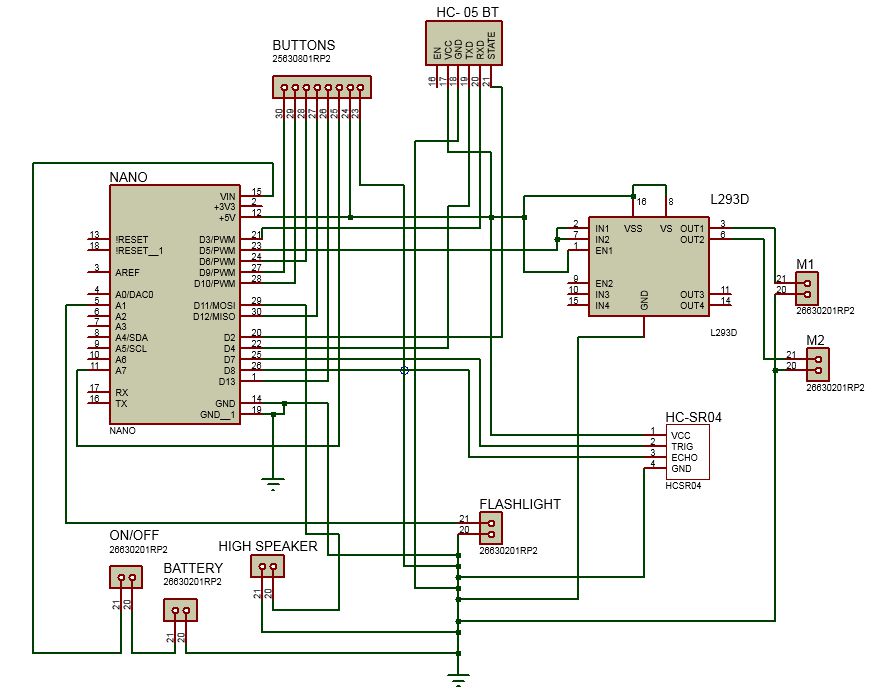 HC- 05 BT
EN
VCC
GND
TXD
RXD
STATE
16
17
18
19
20
21
BUTTONS
25630801RP2
30
29
28
27
26
25
24
23
NANO
VIN 15
+3V3 2
+5V 12
13 !RESET D3/PWM 21
18 !RESET__1 D5/PWM 23
D6/PWM 24
3 AREF D9/PWM 27
D10/PWM 28
4 A0/DAC0
5 A1 D11/MOSI 29
6 A2 D12/MISO 30
7 A3
8 A4/SDA D2 20
9 A5/SCL D4 22
10 A6 D7 25
11 A7 D8 26
D13 1
17 RX
16 TX GND 14
GND__1 19
NANO
L293D
16 8
2 IN1 VSS VS OUT1 3
7 IN2 OUT2 6
1 EN1
9 EN2
10 IN3 OUT3 11
15 IN4 OUT4 14
GND
L293D
M1
21
20
26630201RP2
M2
21
20
26630201RP2
HC-SR04
1 VCC
2 TRIG
3 ECHO
4 GND
HCSR04
FLASHLIGHT
21
20
26630201RP2
ON/OFF
26630201RP2
21
20
BATTERY
26630201RP2
21
20
HIGH SPEAKER
26630201RP2
21
20